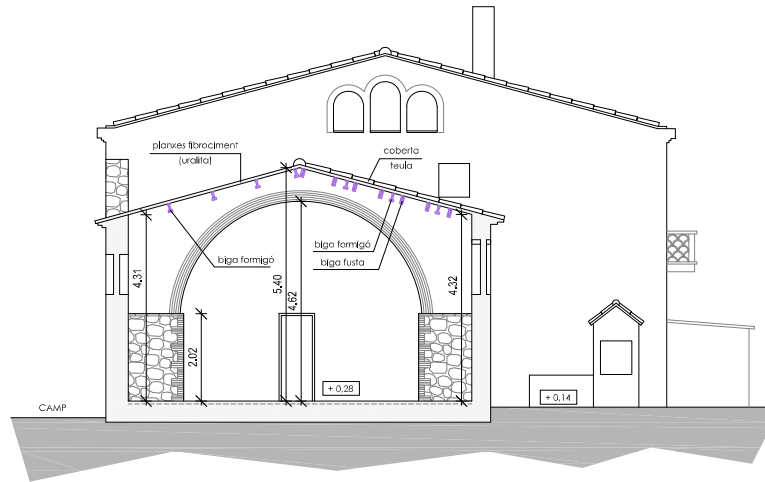 planxes fibrociment
(uralita)
coberta
teula
biga formigó
biga formigó
biga fusta
4.31
5.40
4.62
4.32
2.02
+ 0,28
+ 0,14
CAMP